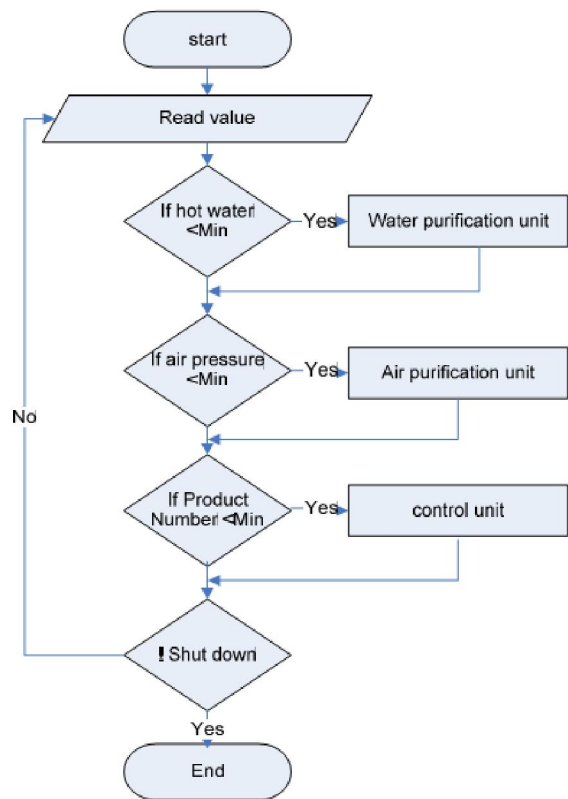 start
Read value
If hot water
<Min
Yes
Water purification unit
If air pressure
<Min
Yes
Air purification unit
No
If Product
Number <Min
Yes
control unit
! Shut down
Yes
End